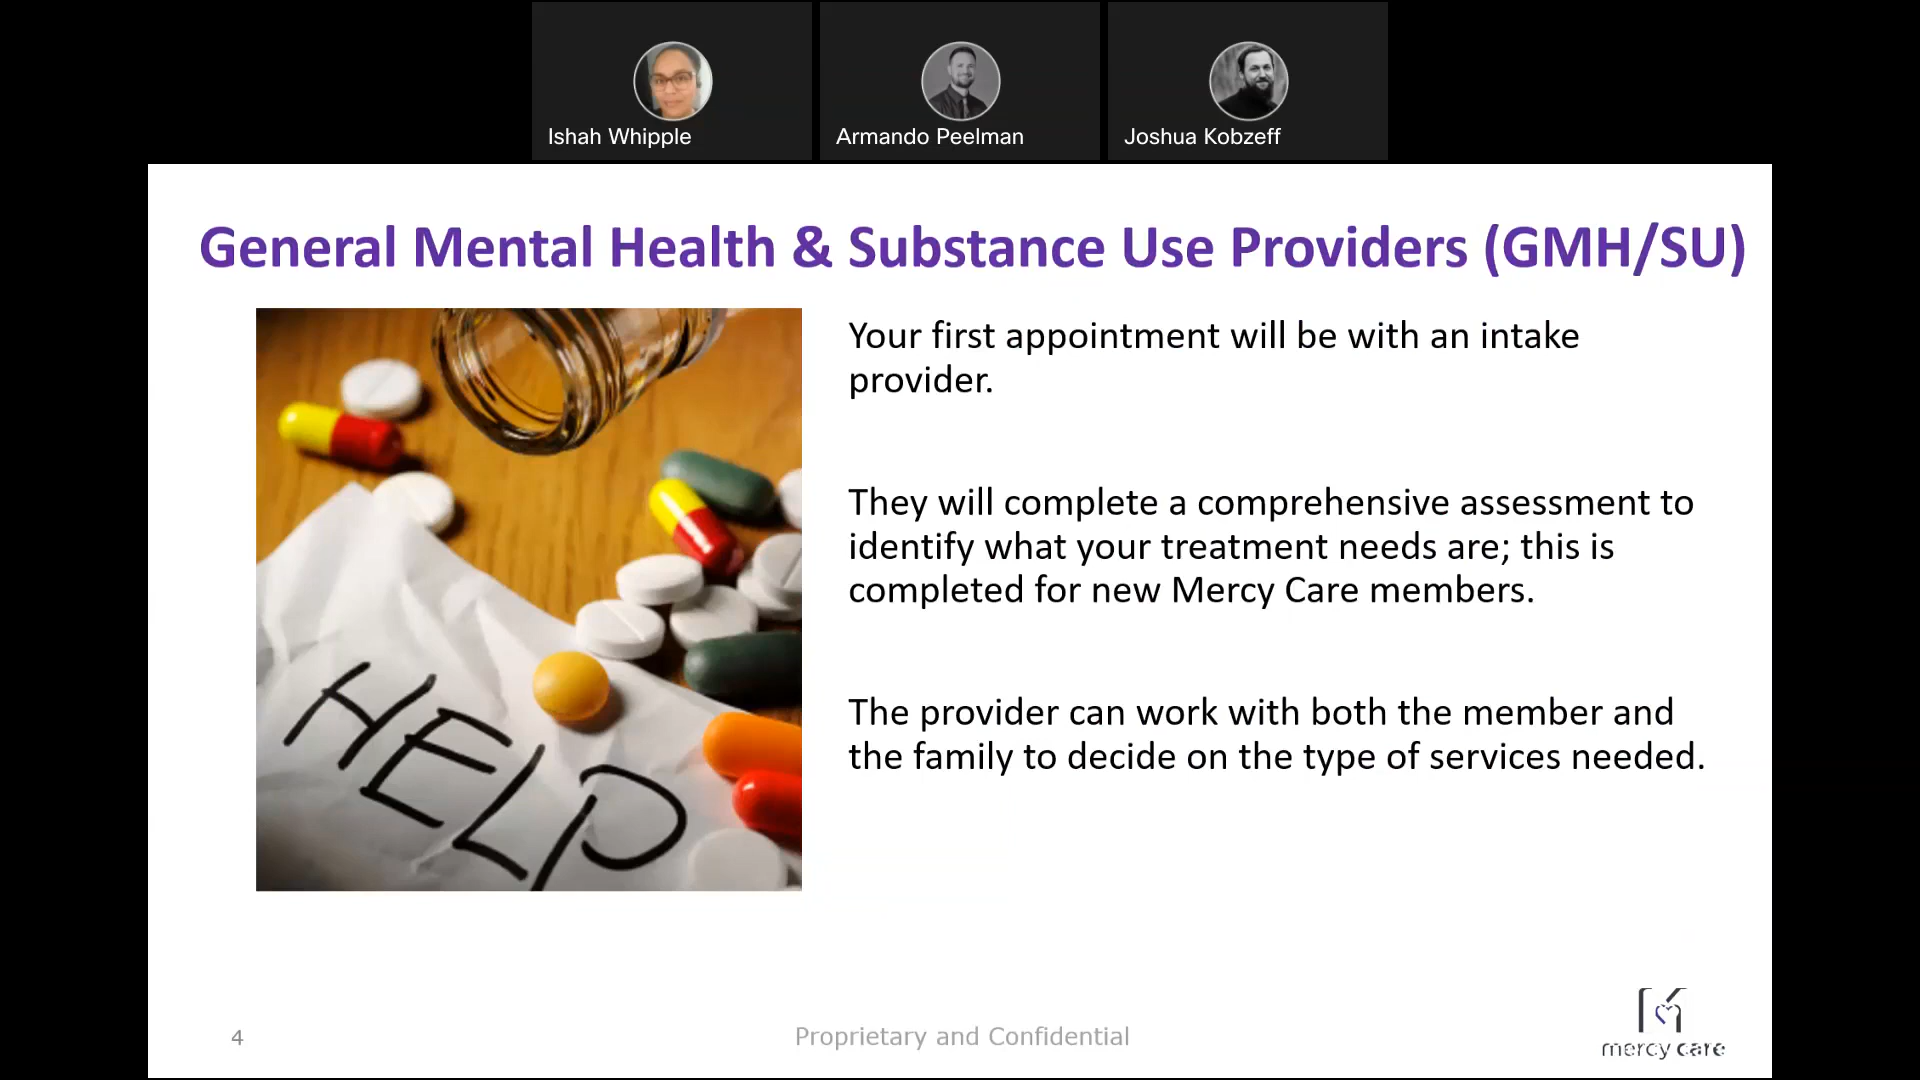 Ishah Whipple
Armando Peelman
Joshua Kobzeff
General Mental Health & Substance Use Providers (GMH/SU)
HELP
Your first appointment will be with an intake
provider.
They will complete a comprehensive assessment to
identify what your treatment needs are; this is
completed for new Mercy Care members.
The provider can work with both the member and
the family to decide on the type of services needed.
4
Proprietary and Confidential
mercy care